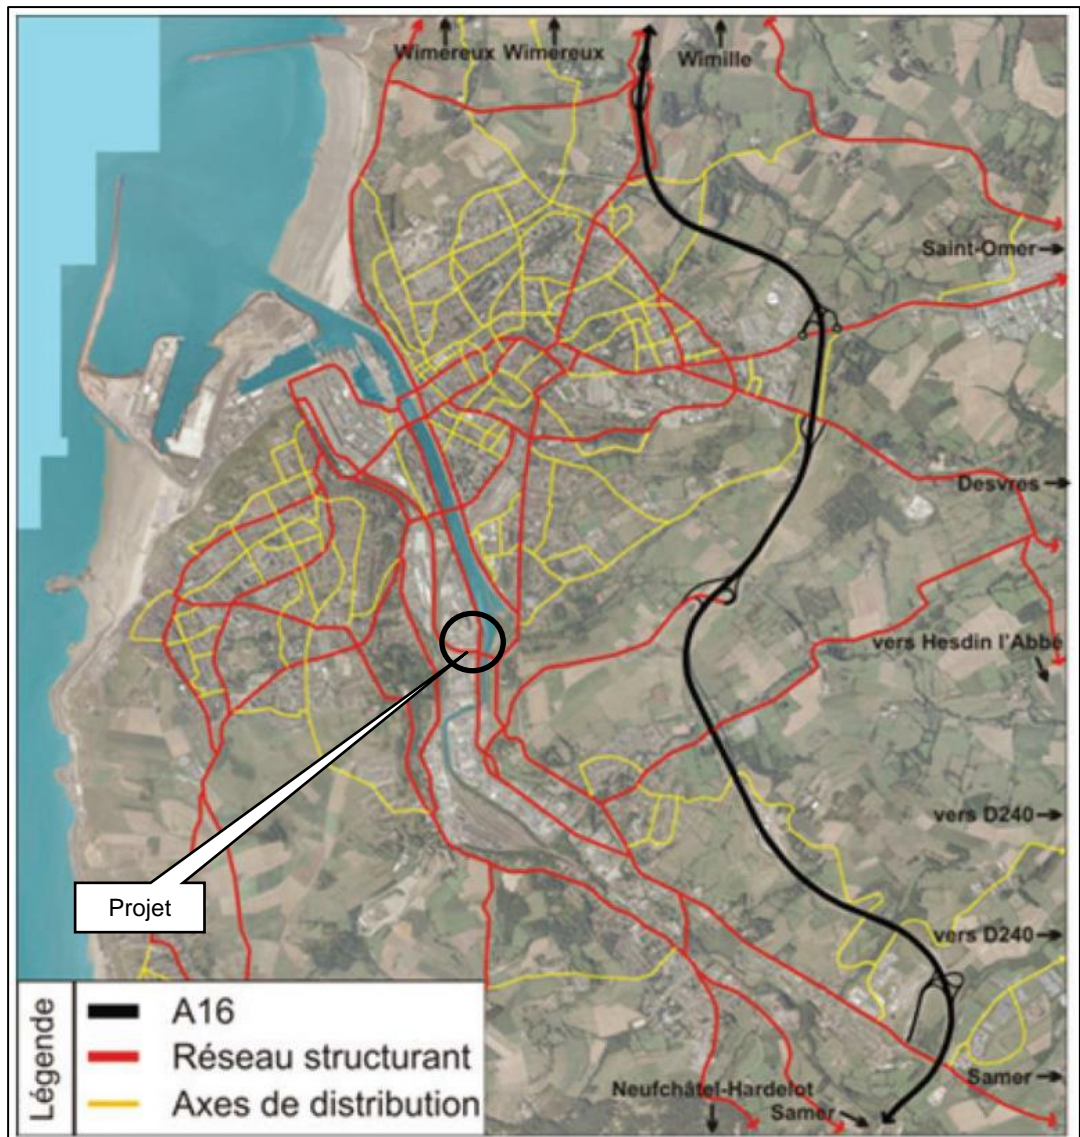 Wimereux
Wimereux
Wimille
Saint-Omer
Desvres
vers Hesdin l'Abbé
vers D240
vers D240
Projet
Samer
Neufchâtel-Hardelot
Samer
Légende
A16
Réseau structurant
Axes de distribution